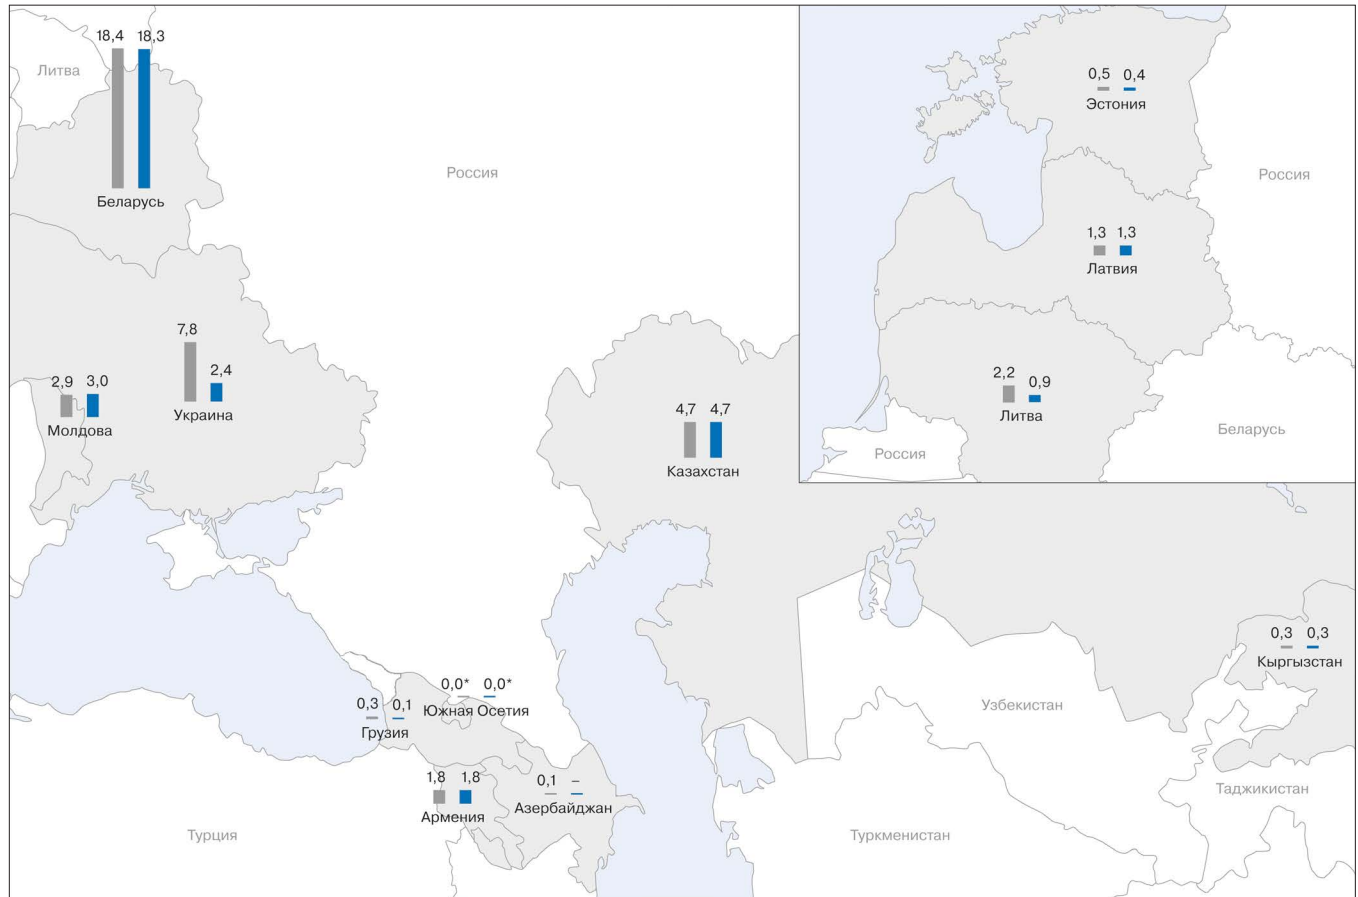 18,4 18,3
Литва
Беларусь
Россия
7,8
2,4
Украина
2,9 3,0
Молдова
4,7 4,7
Казахстан
0,5 0,4
Эстония
Россия
1,3 1,3
Латвия
2,2
0,9
Литва
Беларусь
Россия
0,3 0,3
Кыргызстан
0,0* 0,0*
Южная Осетия
0,3 0,1
Грузия
Узбекистан
1,8 1,8
Армения
0,1 –
Азербайджан
Таджикистан
Турция
Туркменистан